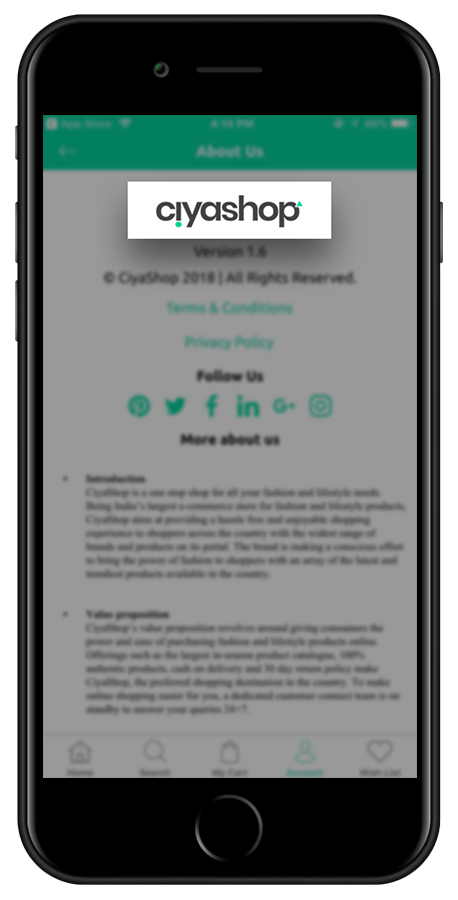 App Store 4:14 PM
About Us
ciyashop
Version 1.6
© CiyaShop 2018 | All Rights Reserved.
Terms & Conditions
Privacy Policy
Follow Us
More about us
• Introduction
CiyaShop is a one stop shop for all your fashion and lifestyle needs.
Being India's largest e-commerce store for fashion and lifestyle products,
CiyaShop aims at providing a hassle free and enjoyable shopping
experience to shoppers across the country with the widest range of
brands and products on its portal. The brand is making a conscious effort
to bring the power of fashion to shoppers with an array of the latest and
trendiest products available in the country.
• Value proposition
CiyaShop's value proposition revolves around giving consumers the
power and ease of purchasing fashion and lifestyle products online.
Offerings such as the largest in-season product catalogue, 100%
authentic products, cash on delivery and 30 day return policy make
CiyaShop, the preferred shopping destination in the country. To make
online shopping easier for you, a dedicated customer connect team is on
standby to answer your queries 24×7.
Home Search My Cart Account Wish List